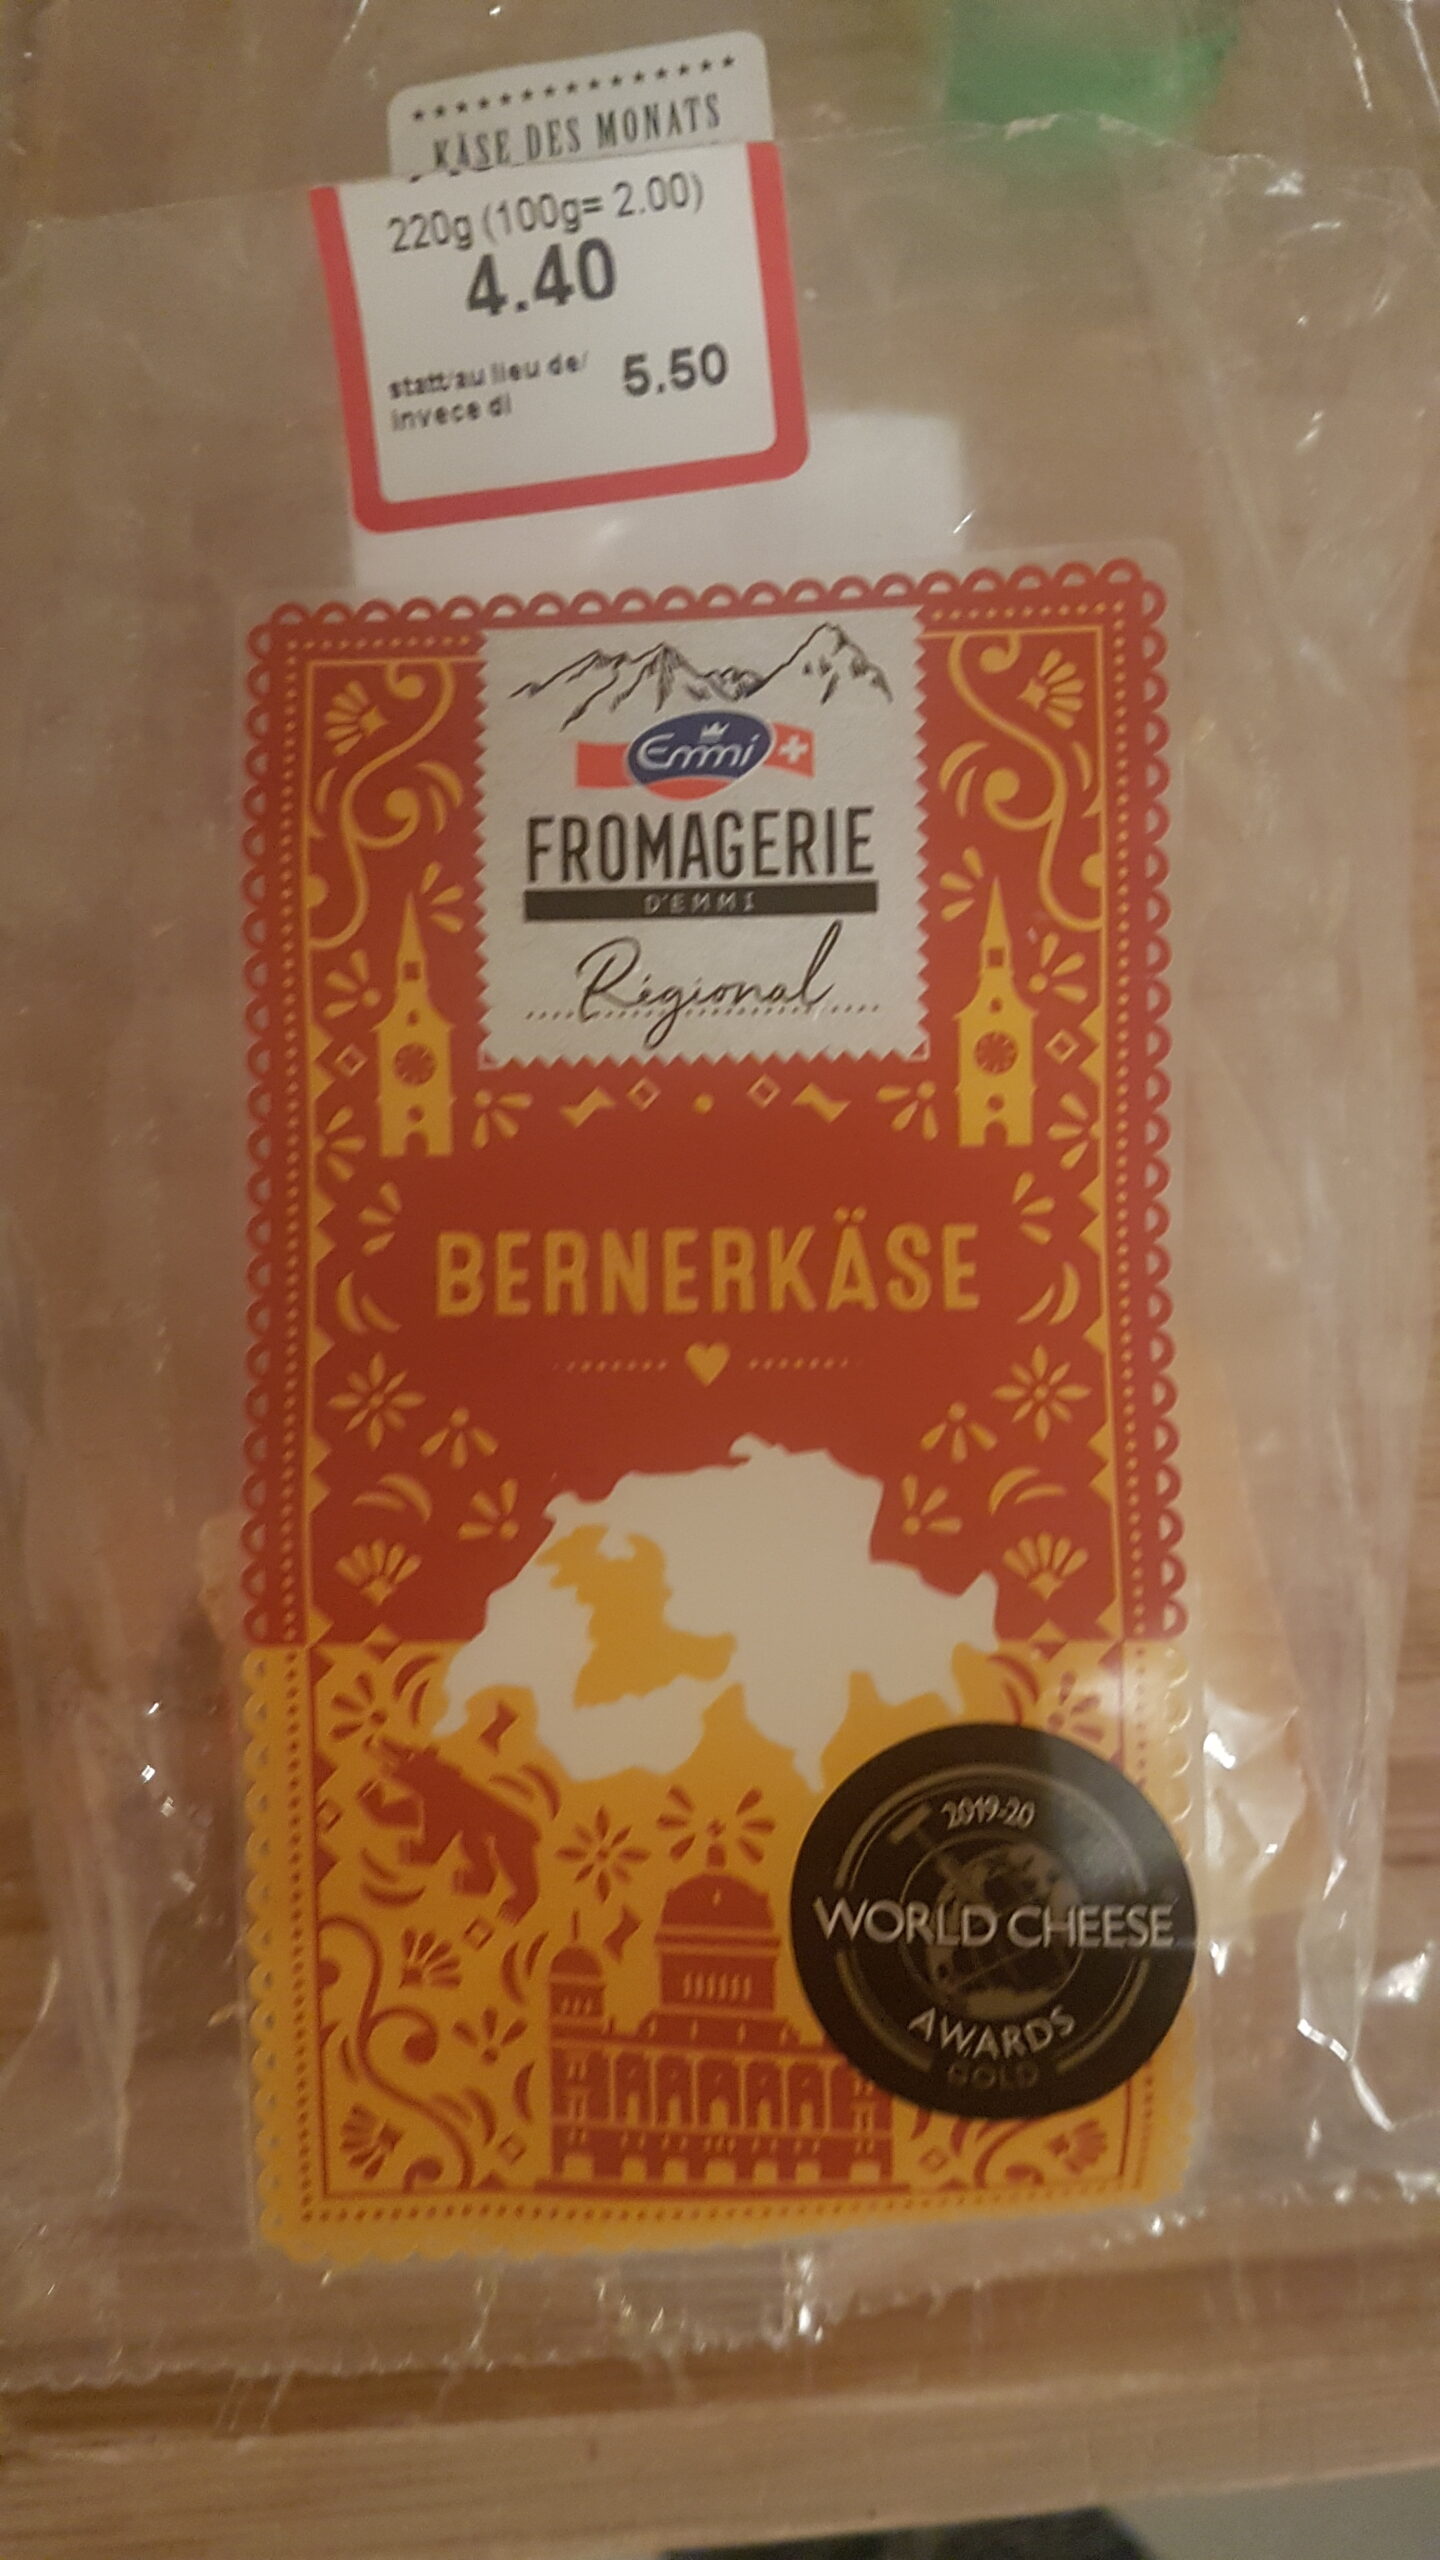 KÄSE DES MONATS
220g (100g= 2.00)
4.40
statt/au lieu de/
invece di
5.50
Emmi
FROMAGERIE
D'EMMI
Régional
BERNERKÄSE
2019-20
WORLD CHEESE
AWARDS
GOLD